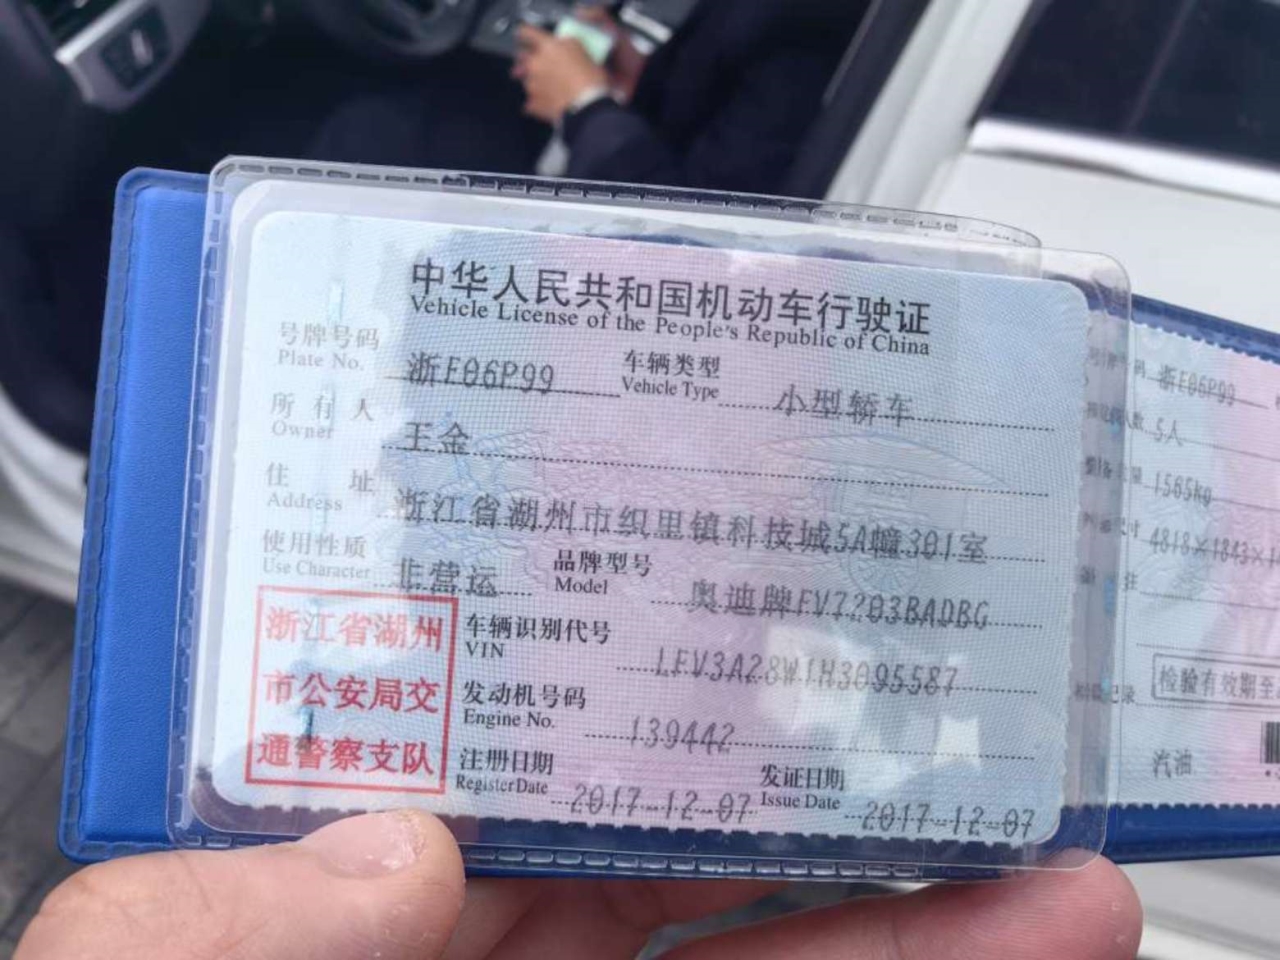 中华人民共和国机动车行驶证
Vehicle License of the People's Republic of China
号牌号码 浙E06P99 车辆类型 小型轿车
Plate No. Vehicle Type
所有人 王金
Owner
住址 浙江省湖州市织里镇科技城5A幢301室
Address
使用性质 非营运 品牌型号 奥迪牌FV7203BADBG
Use Character Model
浙江省湖州
市公安局交
通警察支队
车辆识别代号 LFV3A28W1H3095587
VIN
发动机号码 139442
Engine No.
注册日期 2017-12-07 发证日期 2017-12-07
Register Date Issue Date
浙E06P99
人数 5人
1565kg
4818×1843×1
检验有效期至
汽油